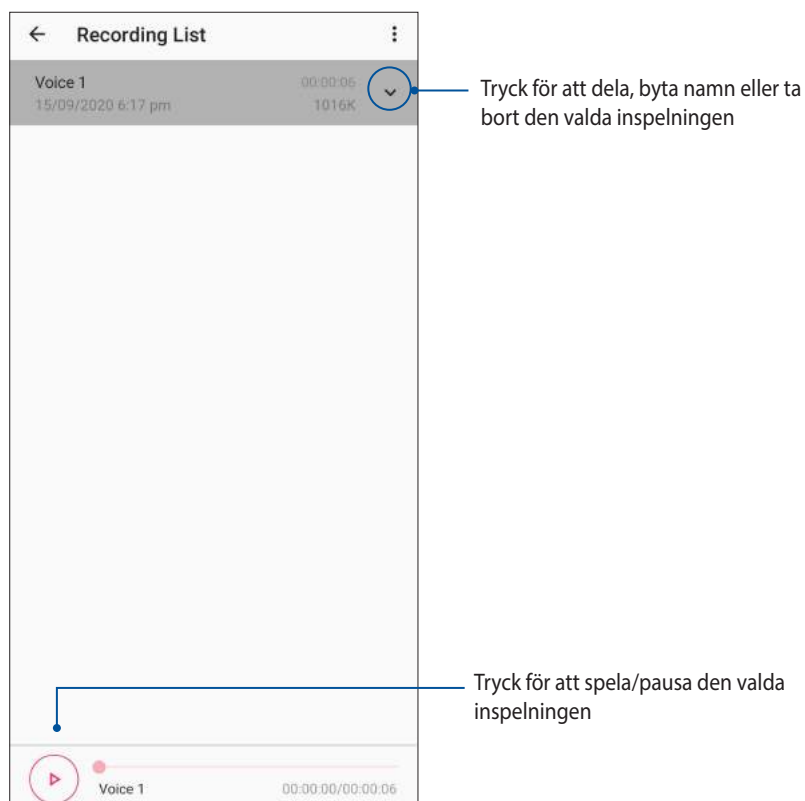 Recording List
Voice 1
00:00:06
15/09/2020 6:17 pm
1016K
Tryck för att dela, byta namn eller ta
bort den valda inspelningen
Tryck för att spela/pausa den valda
inspelningen
Voice 1
00:00:00/00:00:06